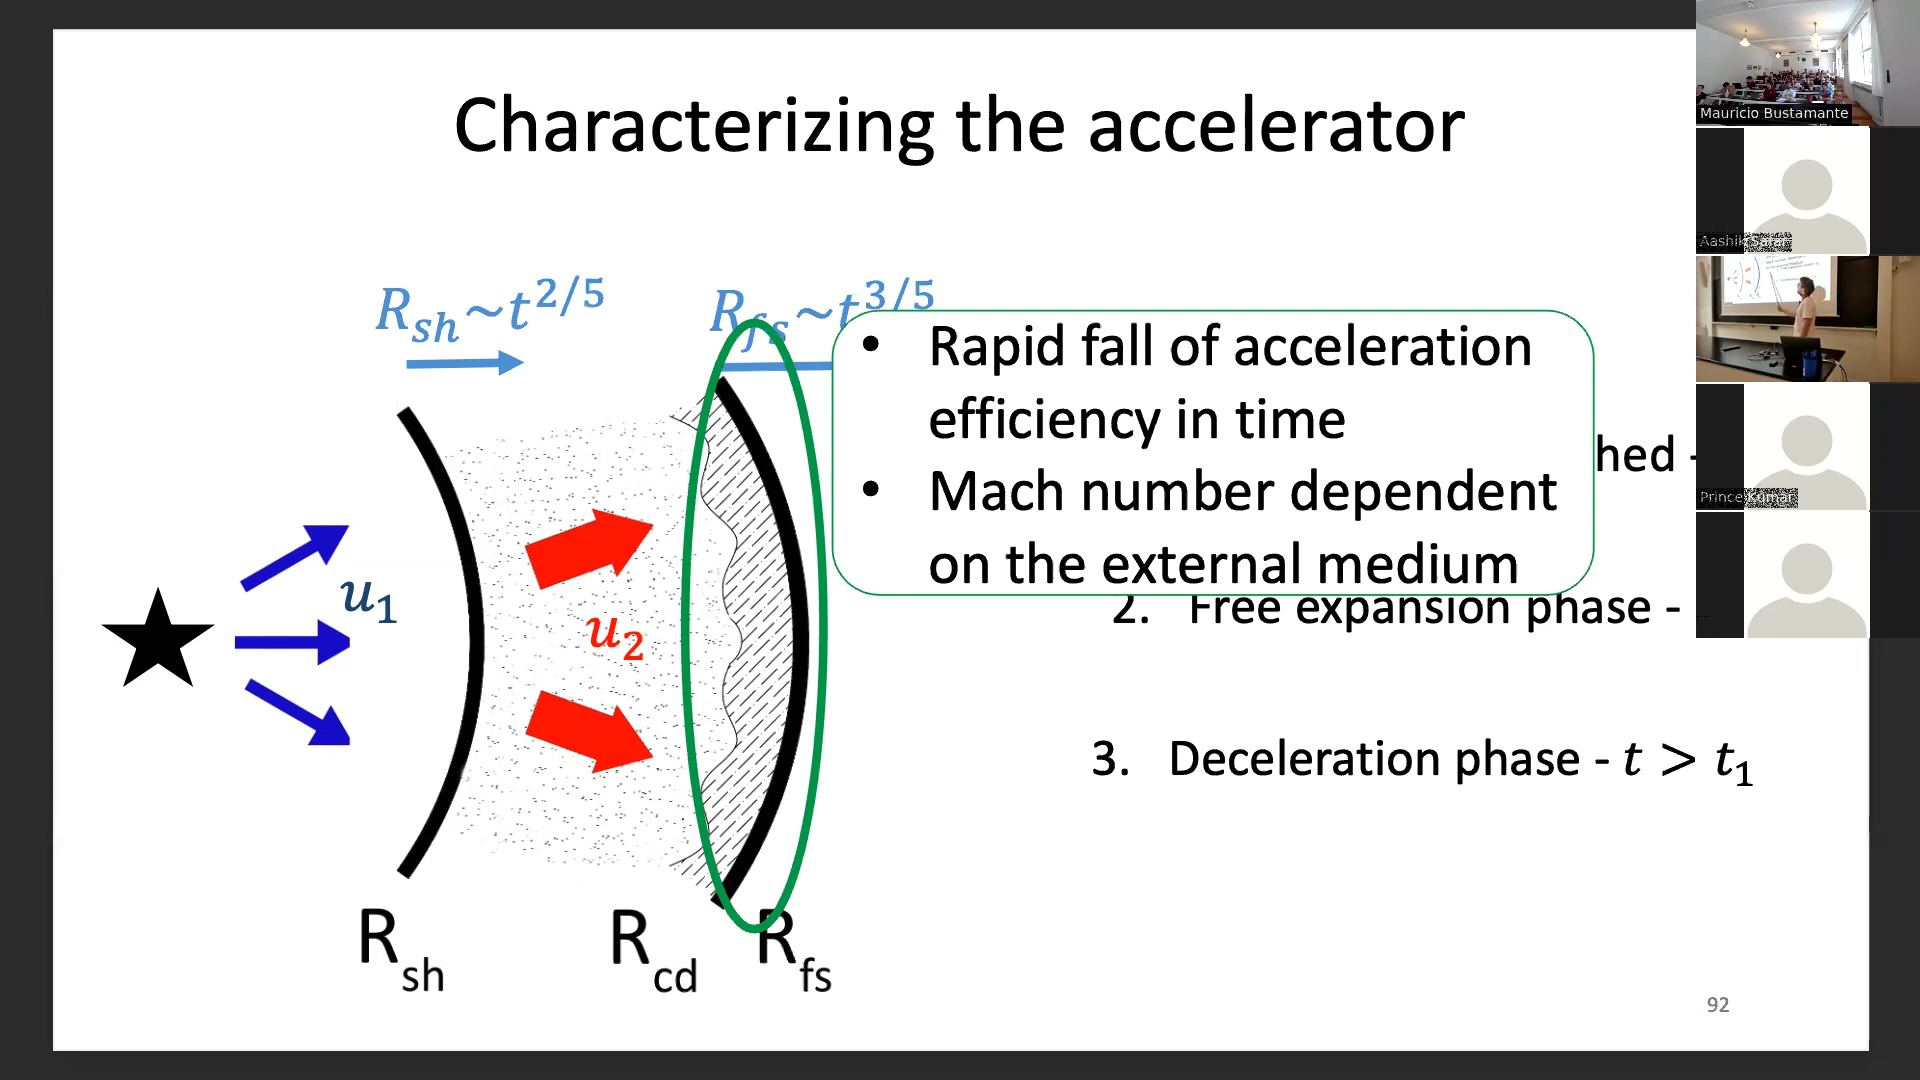 Characterizing the accelerator
Mauricio Bustamante
R_sh~t^2/5
R_fs~t^3/5
• Rapid fall of acceleration
efficiency in time
• Mach number dependent
on the external medium
hed -
Prince Kumar
2. Free expansion phase -
u_1
u_2
3. Deceleration phase - t > t_1
R_sh
R_cd
R_fs
92